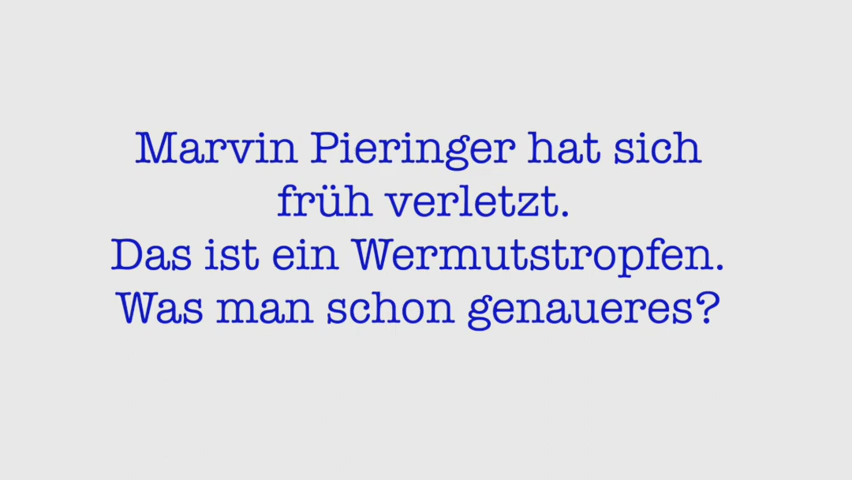 Marvin Pieringer hat sich
früh verletzt.
Das ist ein Wermutstropfen.
Was man schon genaueres?